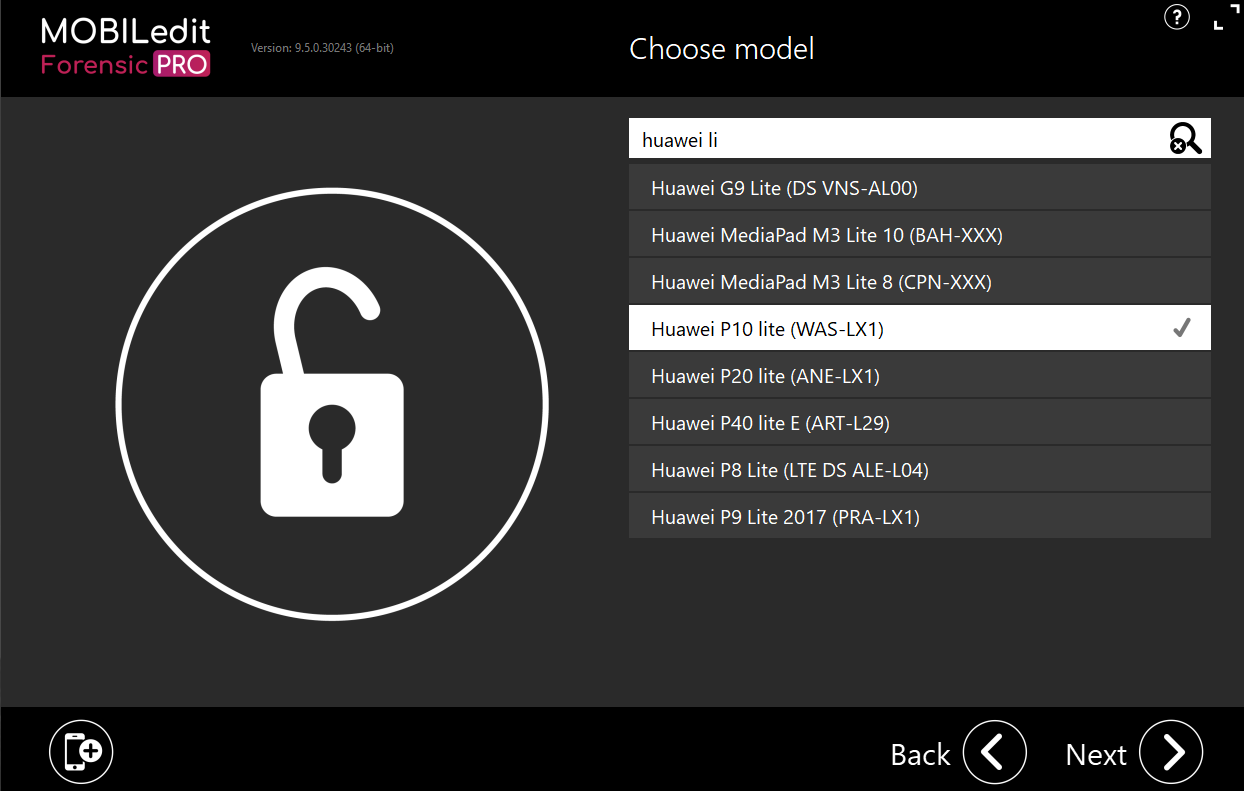 MOBILedit
Forensic PRO
Version: 9.5.0.30243 (64-bit)
Choose model
?
huawei li
Huawei G9 Lite (DS VNS-AL00)
Huawei MediaPad M3 Lite 10 (BAH-XXX)
Huawei MediaPad M3 Lite 8 (CPN-XXX)
Huawei P10 lite (WAS-LX1)
Huawei P20 lite (ANE-LX1)
Huawei P40 lite E (ART-L29)
Huawei P8 Lite (LTE DS ALE-L04)
Huawei P9 Lite 2017 (PRA-LX1)
Back
Next